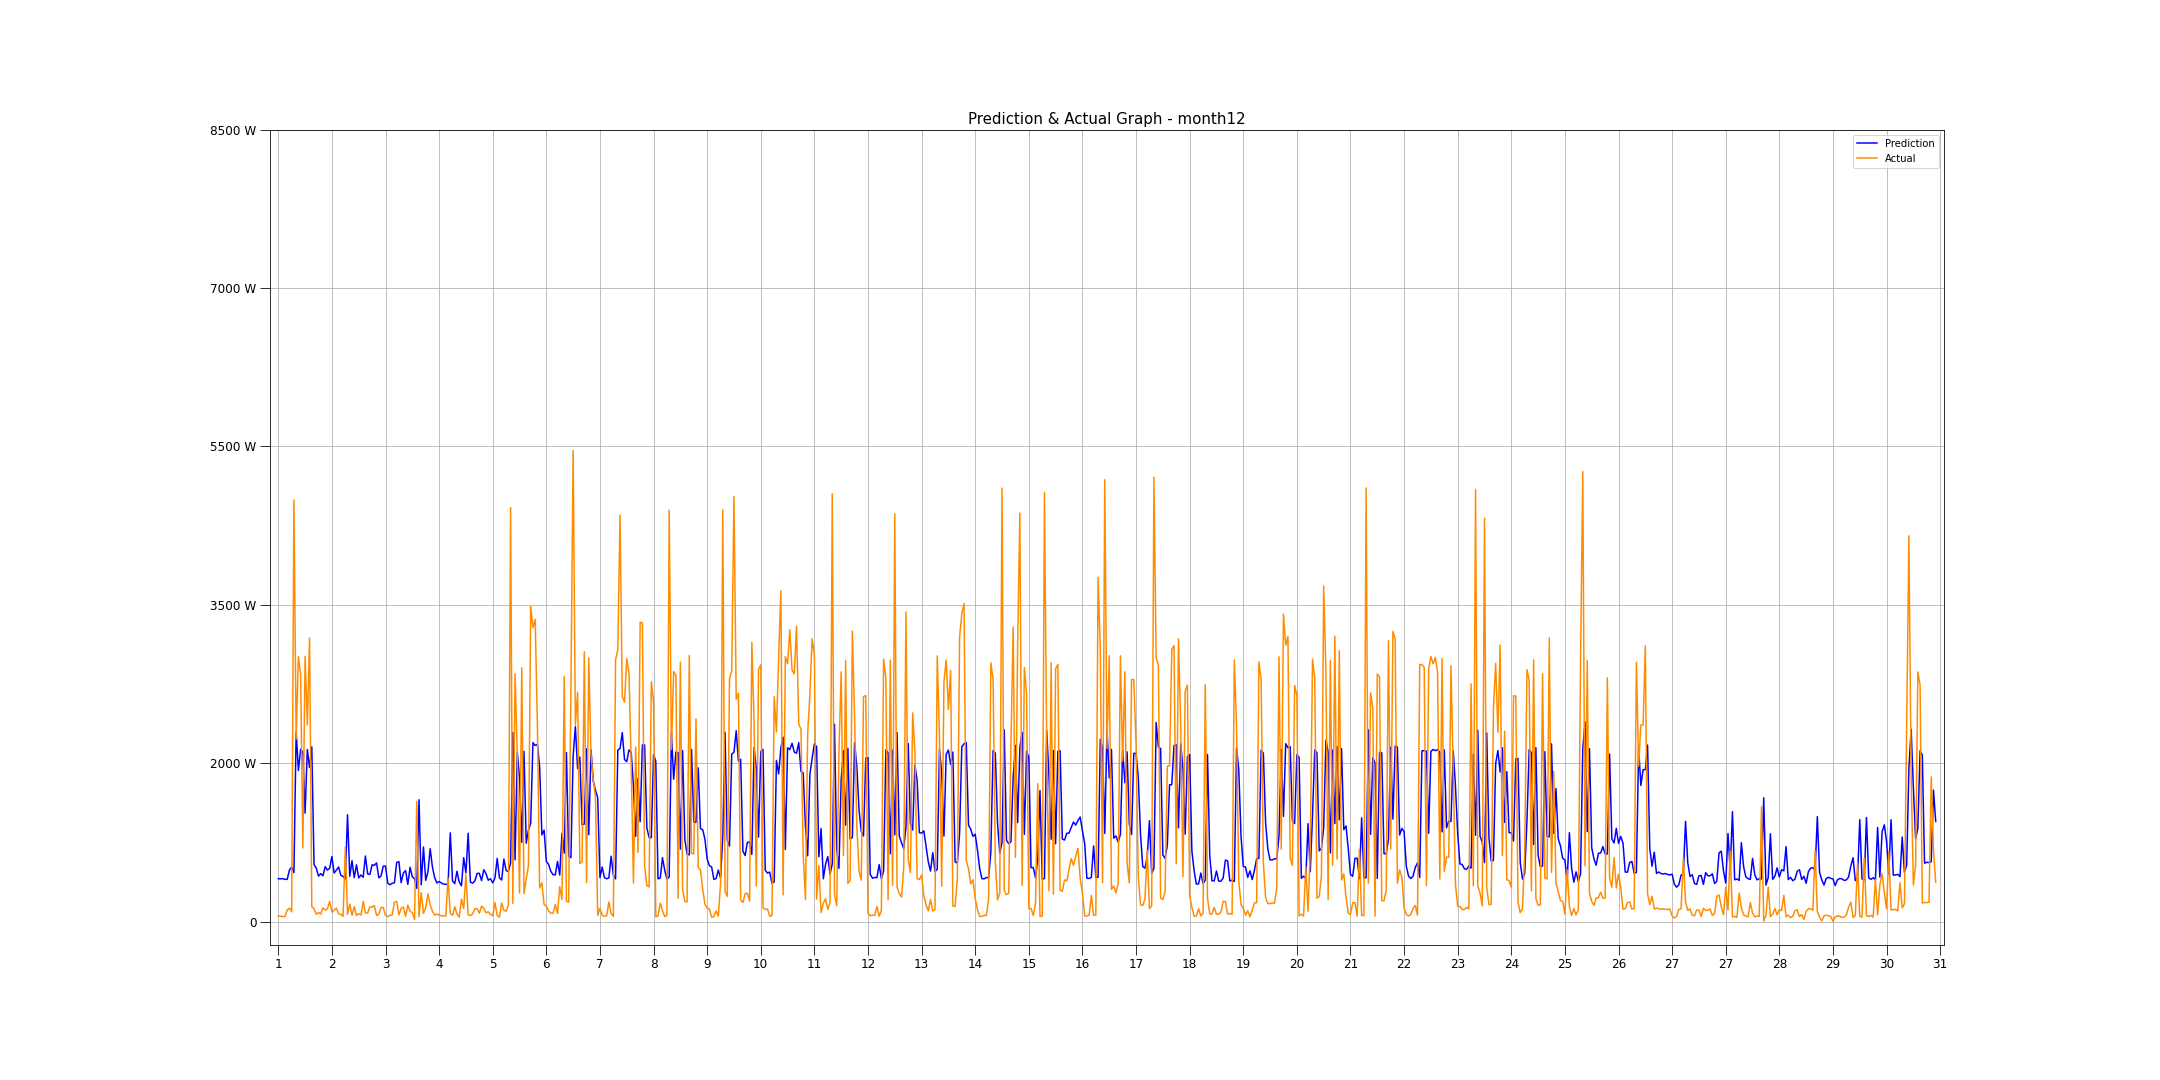 Prediction & Actual Graph - month12
8500 W
7000 W
5500 W
3500 W
2000 W
0
Prediction
Actual
1 2 3 4 5 6 7 8 9 10 11 12 13 14 15 16 17 18 19 20 21 22 23 24 25 26 27 27 28 29 30 31